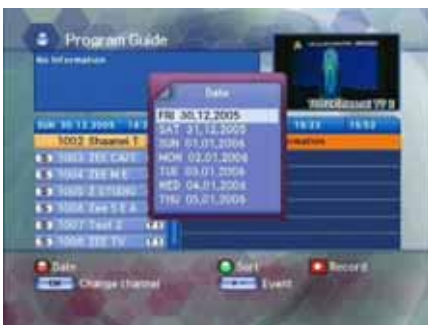 Program Guide
No Information
Date
FRI 30.12.2005
SAT 31.12.2005
SUN 01.01.2006
MON 02.01.2006
TUE 03.01.2006
WED 04.01.2006
THU 05.01.2006
1002 Shaanxi T
1003 ZEE CAFE
1004 ZEE M E
1005 Z STUDIO
1006 Zee S E A
1007 Test 2
1008 ZEE TV
Date
Sort
Record
Change channel
Event